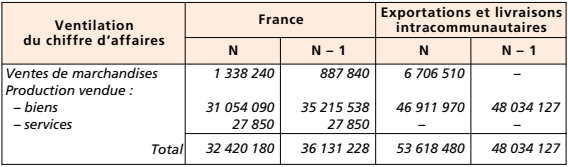 Ventilation du chiffre d'affaires | France | Exportations et livraisons intracommunautaires
N | N – 1 | N | N – 1
Ventes de marchandises | 1 338 240 | 887 840 | 6 706 510 | –
Production vendue :
– biens | 31 054 090 | 35 215 538 | 46 911 970 | 48 034 127
– services | 27 850 | 27 850 | – | –
Total | 32 420 180 | 36 131 228 | 53 618 480 | 48 034 127